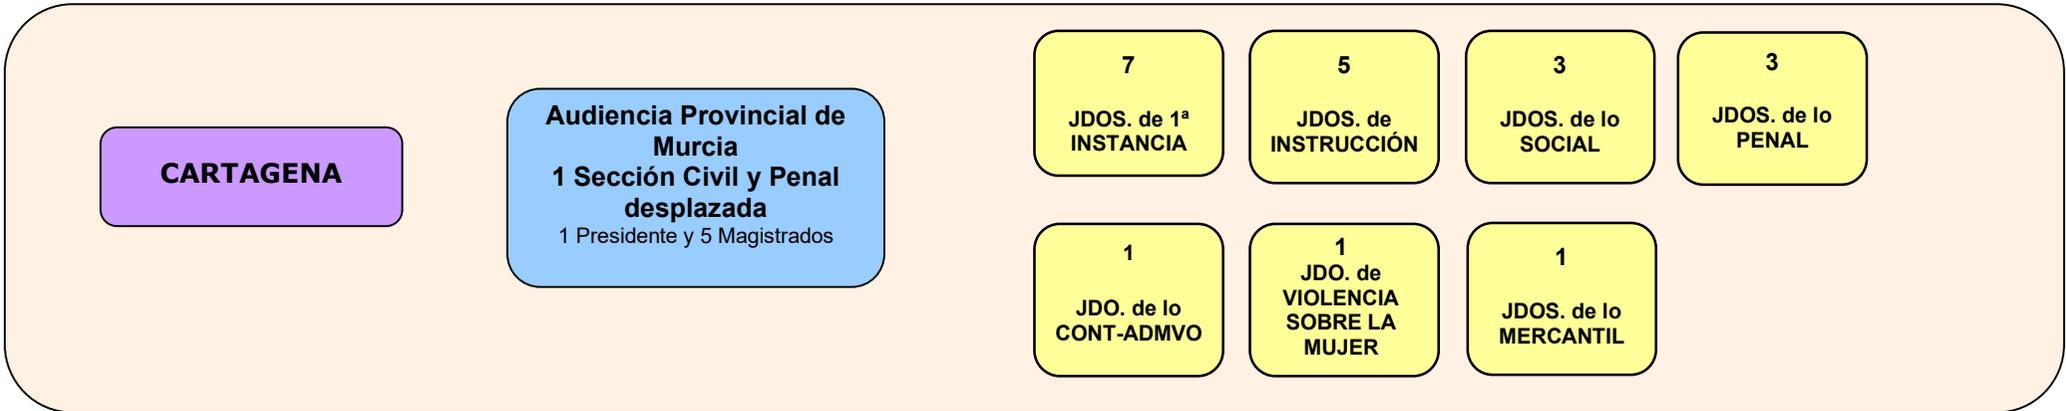 CARTAGENA
Audiencia Provincial de
Murcia
1 Sección Civil y Penal
desplazada
1 Presidente y 5 Magistrados
7
JDOS. de 1ª
INSTANCIA
5
JDOS. de
INSTRUCCIÓN
3
JDOS. de lo
SOCIAL
3
JDOS. de lo
PENAL
1
JDO. de lo
CONT-ADMVO
1
JDO. de
VIOLENCIA
SOBRE LA
MUJER
1
JDOS. de lo
MERCANTIL